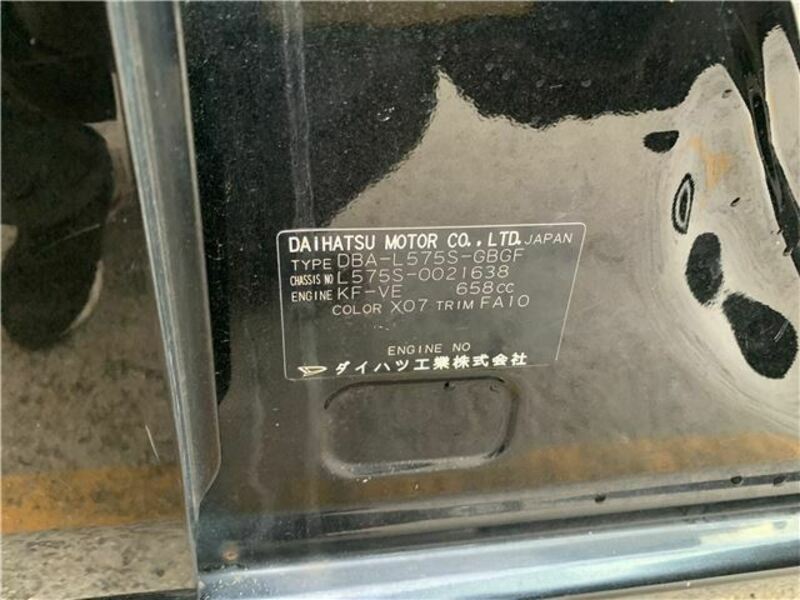 DAIHATSU MOTOR CO., LTD. JAPAN
TYPE DBA-L575S-GBGF
CHASSIS NO L575S-0021638
ENGINE KF-VE 658cc
COLOR X07 TRIM FA10
ENGINE NO
ダイハツ工業株式会社